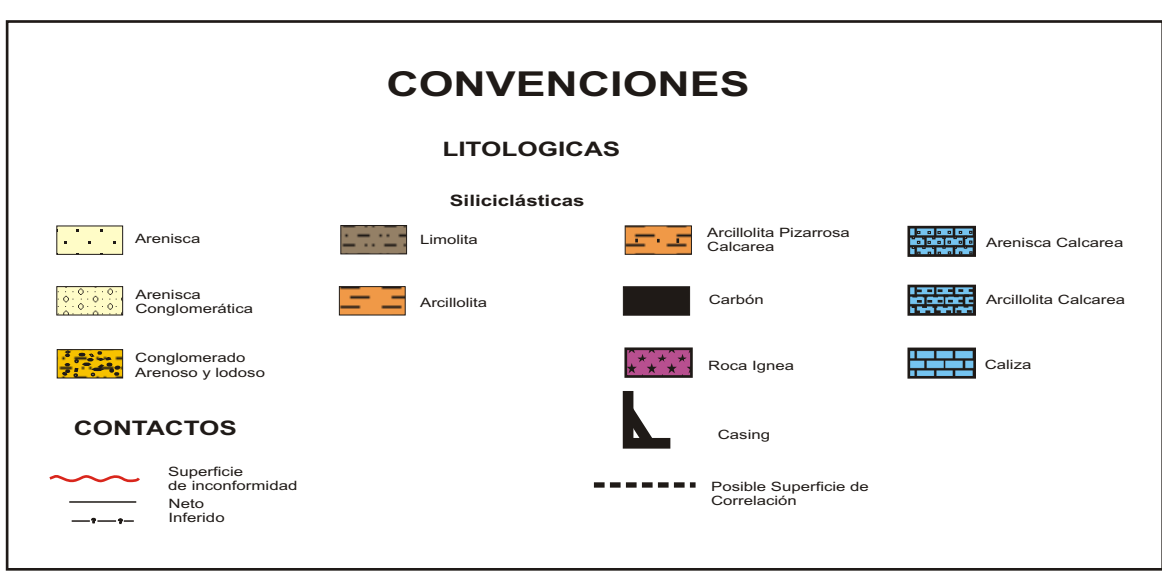 CONVENCIONES
LITOLOGICAS
Siliciclásticas
Arenisca
Limolita
Arcillolita Pizarrosa
Calcarea
Arenisca Calcarea
Arenisca
Conglomerática
Arcillolita
Carbón
Arcillolita Calcarea
Conglomerado
Arenoso y lodoso
Roca Ignea
Caliza
CONTACTOS
Casing
Superficie
de inconformidad
Neto
Inferido
Posible Superficie de
Correlación